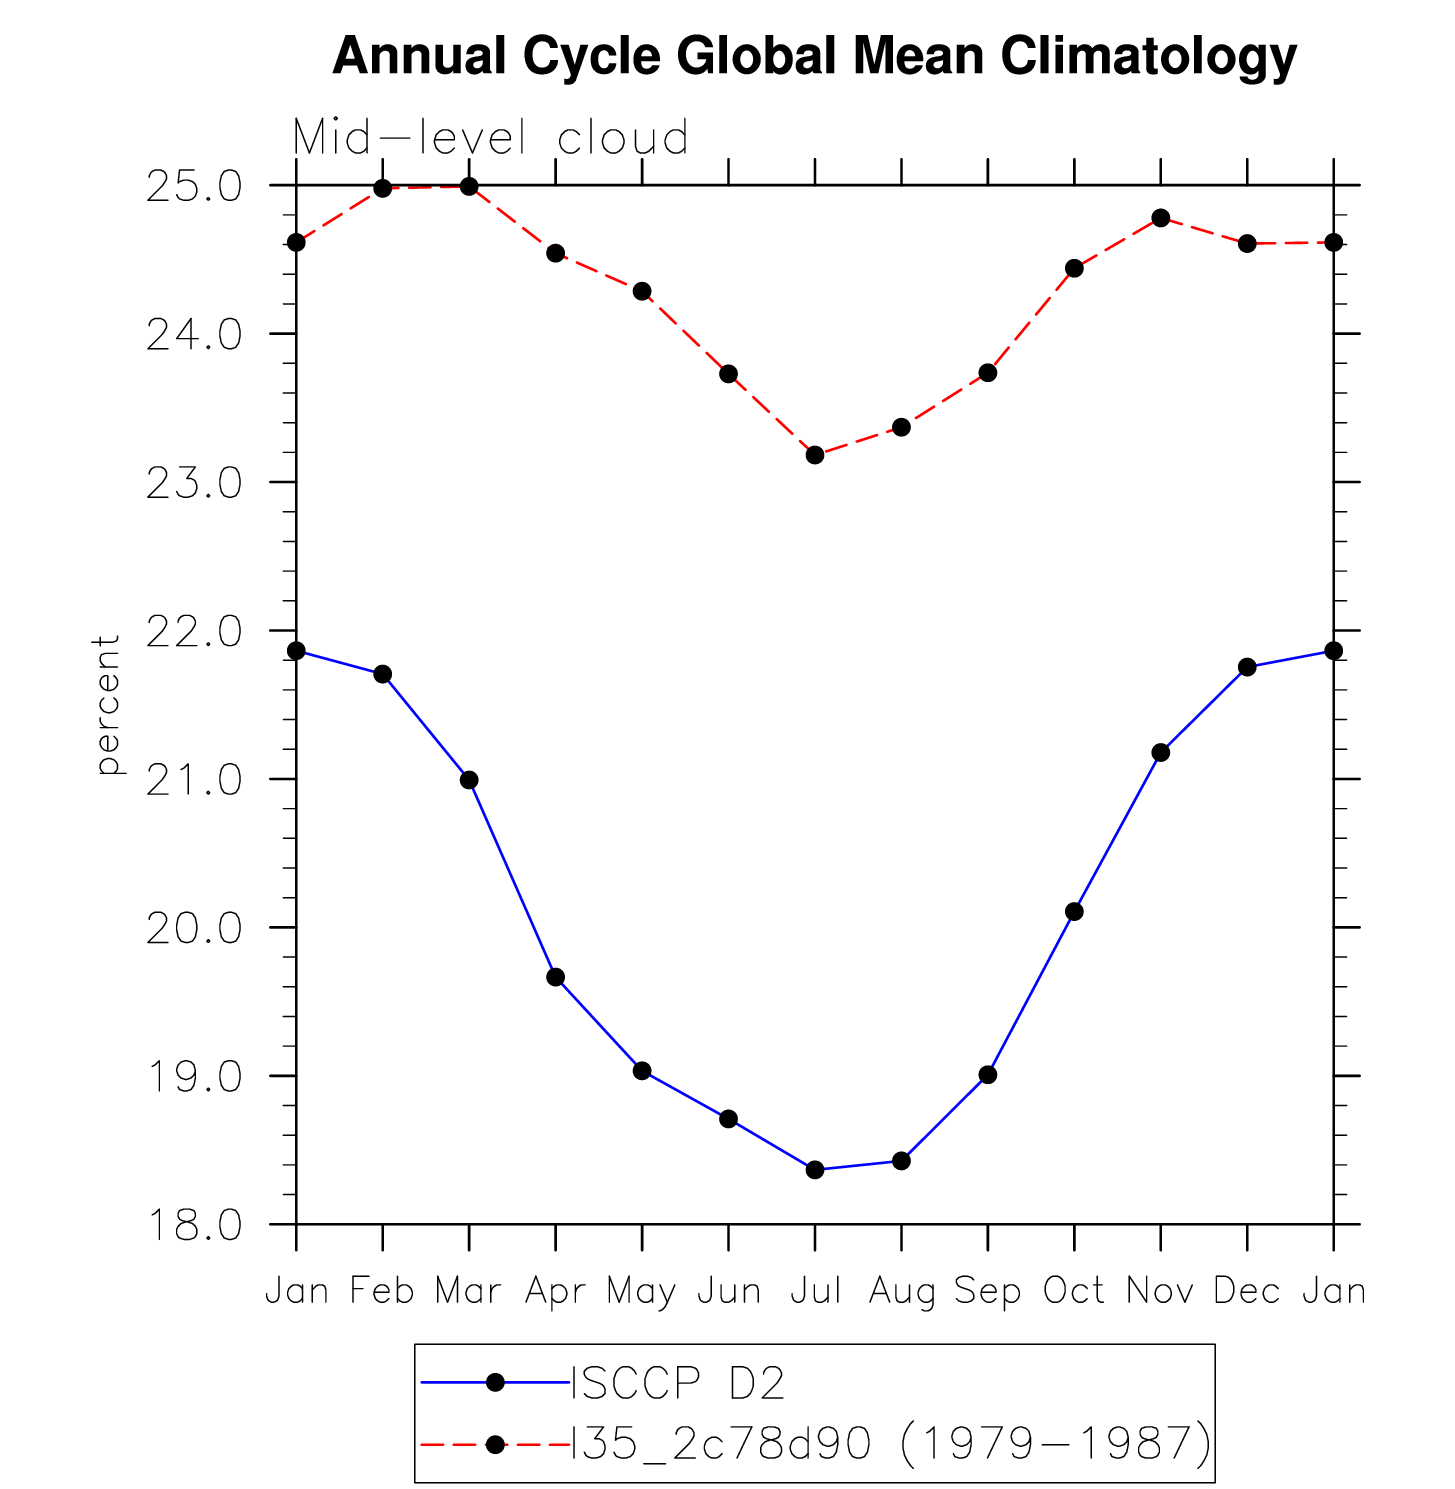 Annual Cycle Global Mean Climatology
Mid-level cloud
25.0
24.0
23.0
22.0
21.0
20.0
19.0
18.0
percent
Jan Feb Mar Apr May Jun Jul Aug Sep Oct Nov Dec Jan
ISCCP D2
I35_2c78d90 (1979-1987)